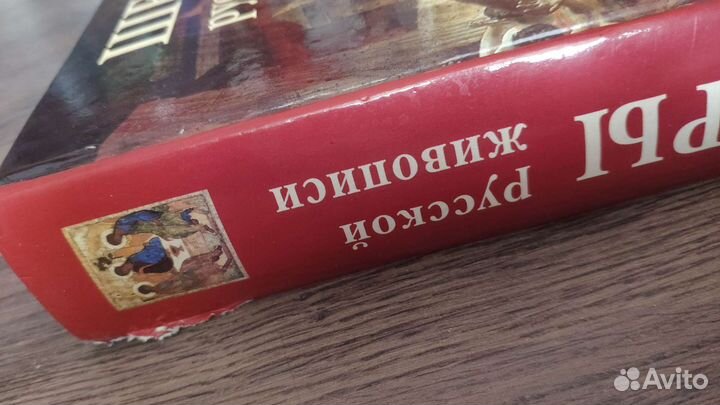 РЫ
русской
живописи
Avito